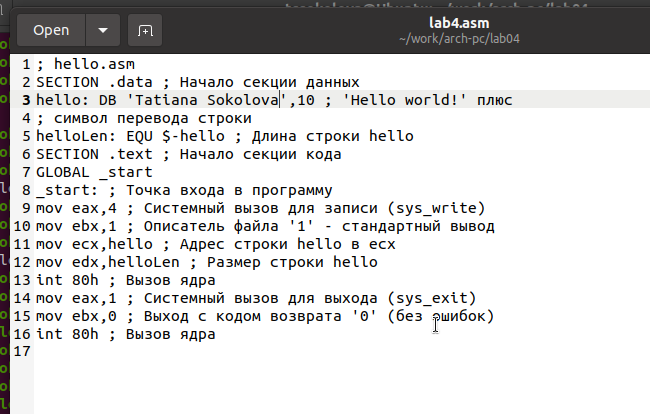 Open
lab4.asm
~/work/arch-pc/lab04
1 ; hello.asm
2 SECTION .data ; Начало секции данных
3 hello: DB 'Tatiana Sokolova',10 ; 'Hello world!' плюс
4 ; символ перевода строки
5 helloLen: EQU $-hello ; Длина строки hello
6 SECTION .text ; Начало секции кода
7 GLOBAL _start
8 _start: ; Точка входа в программу
9 mov eax,4 ; Системный вызов для записи (sys_write)
10 mov ebx,1 ; Описатель файла '1' - стандартный вывод
11 mov ecx,hello ; Адрес строки hello в ecx
12 mov edx,helloLen ; Размер строки hello
13 int 80h ; Вызов ядра
14 mov eax,1 ; Системный вызов для выхода (sys_exit)
15 mov ebx,0 ; Выход с кодом возврата '0' (без ошибок)
16 int 80h ; Вызов ядра
17